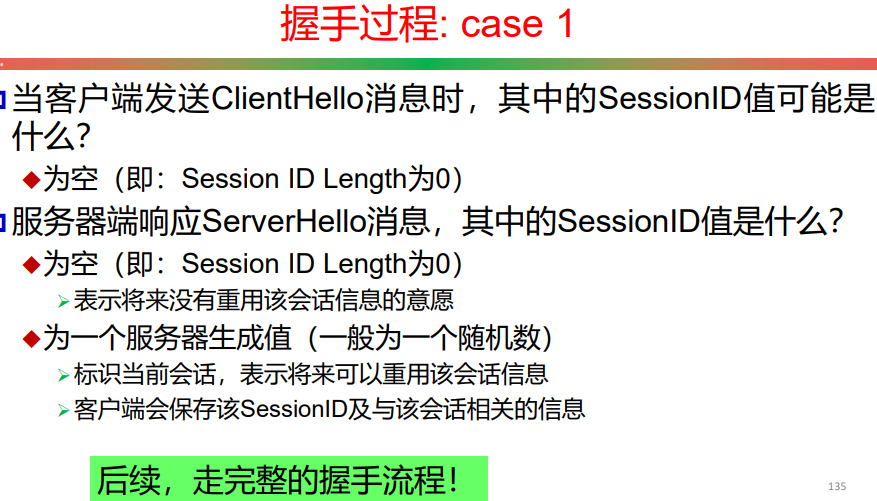 握手过程: case 1
当客户端发送ClientHello消息时，其中的SessionID值可能是
什么？
为空（即：Session ID Length为0）
服务器端响应ServerHello消息，其中的SessionID值是什么？
为空（即：Session ID Length为0）
表示将来没有重用该会话信息的意愿
为一个服务器生成值（一般为一个随机数）
标识当前会话，表示将来可以重用该会话信息
客户端会保存该SessionID及与该会话相关的信息
后续，走完整的握手流程！
135